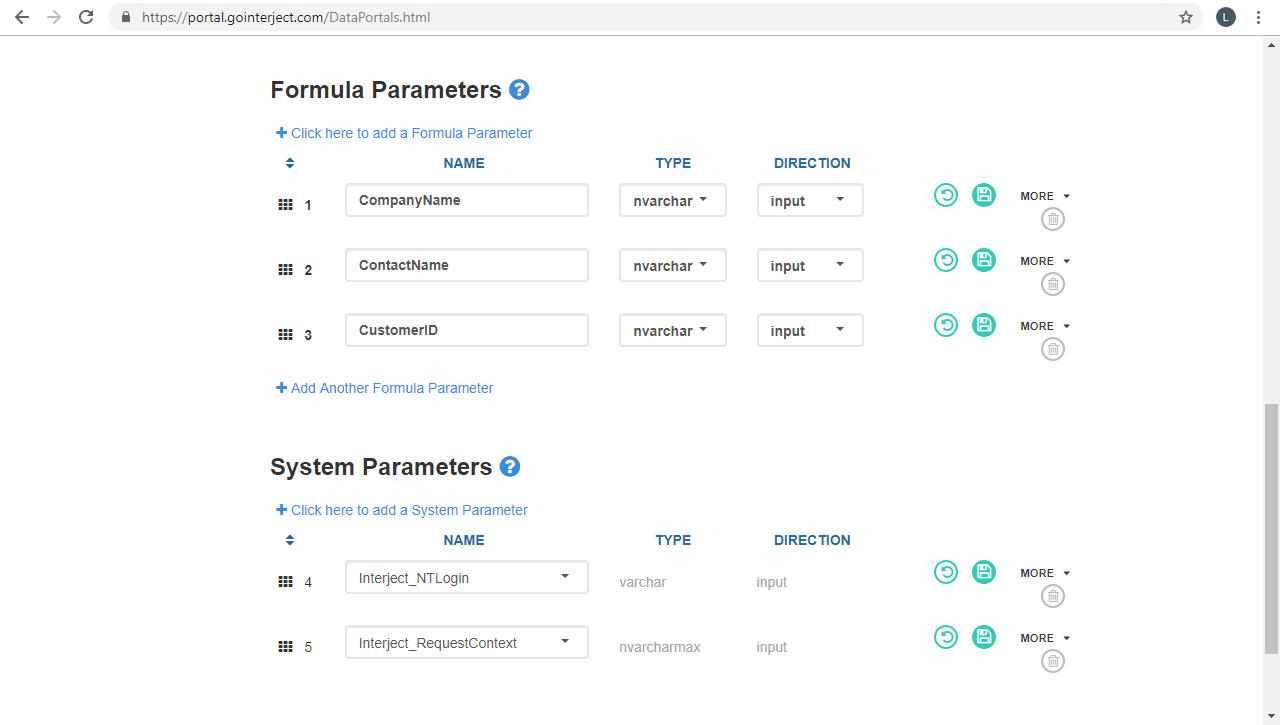 https://portal.gointerject.com/DataPortals.html
L
Formula Parameters ?
Click here to add a Formula Parameter
NAME TYPE DIRECTION
1 CompanyName nvarchar input MORE
2 ContactName nvarchar input MORE
3 CustomerID nvarchar input MORE
Add Another Formula Parameter
System Parameters ?
Click here to add a System Parameter
NAME TYPE DIRECTION
4 Interject_NTLogin varchar input MORE
5 Interject_RequestContext nvarcharmax input MORE